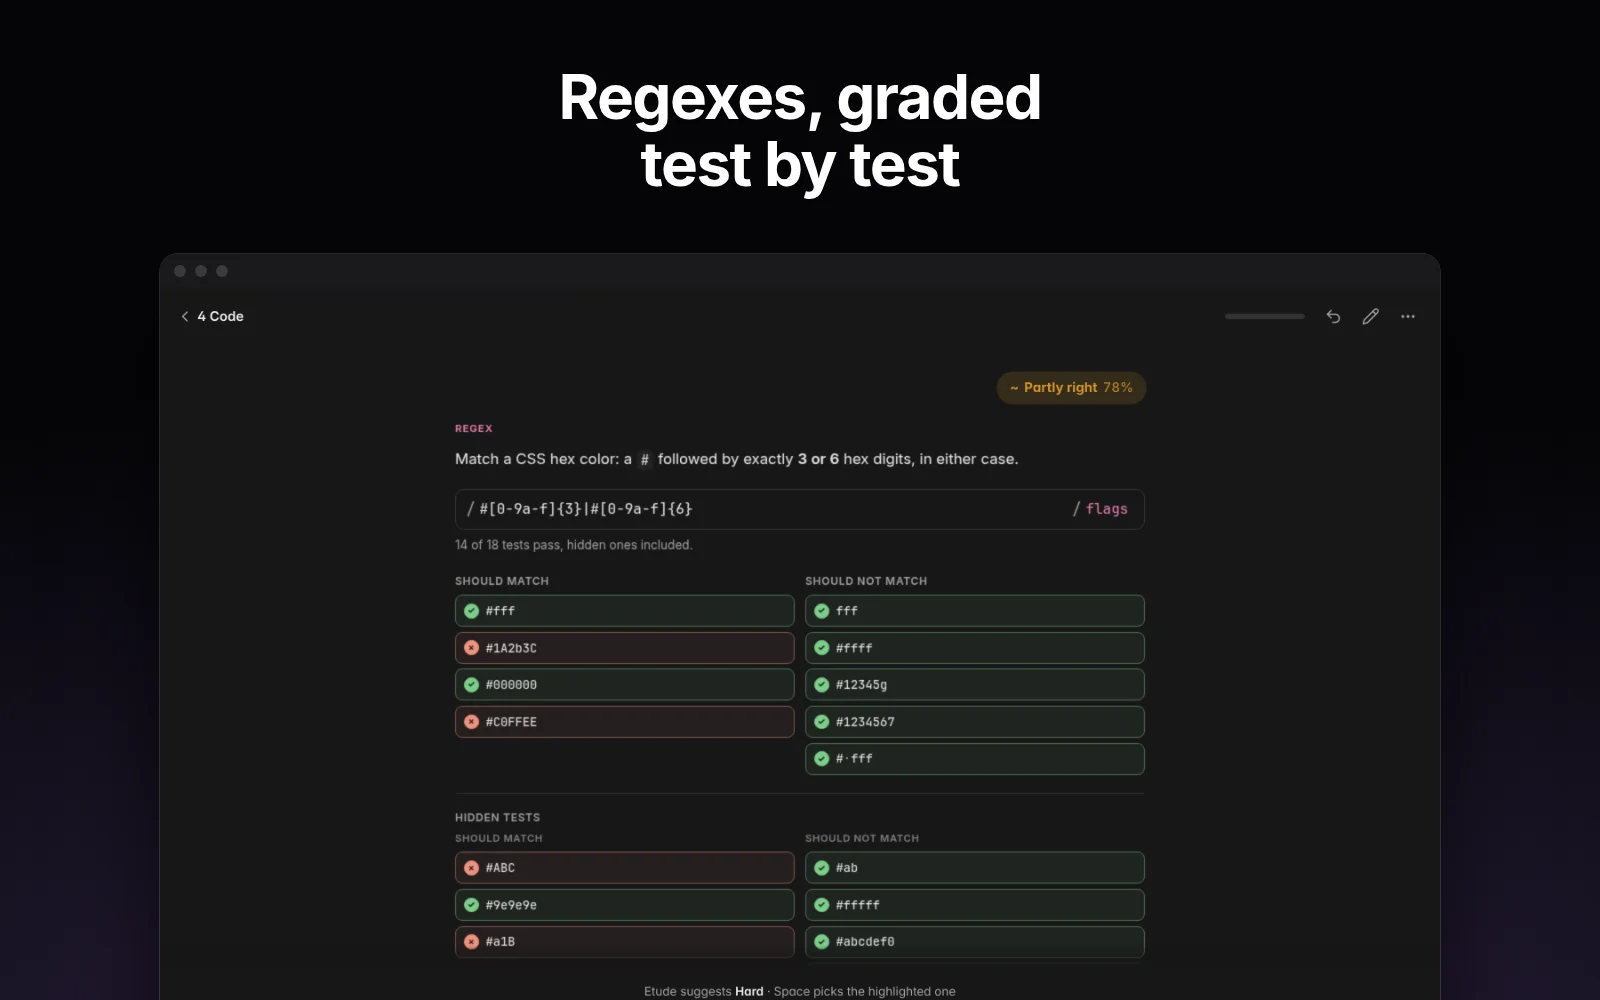 Regexes, graded
test by test
4 Code
~ Partly right 78%
REGEX
Match a CSS hex color: a # followed by exactly 3 or 6 hex digits, in either case.
/ #[0-9a-f]{3}|#[0-9a-f]{6} / flags
14 of 18 tests pass, hidden ones included.
SHOULD MATCH
#fff
#1A2b3C
#000000
#C0FFEE
SHOULD NOT MATCH
fff
#ffff
#12345g
#1234567
#·fff
HIDDEN TESTS
SHOULD MATCH
#ABC
#9e9e9e
#a1B
SHOULD NOT MATCH
#ab
#fffff
#abcdef0
Etude suggests Hard · Space picks the highlighted one